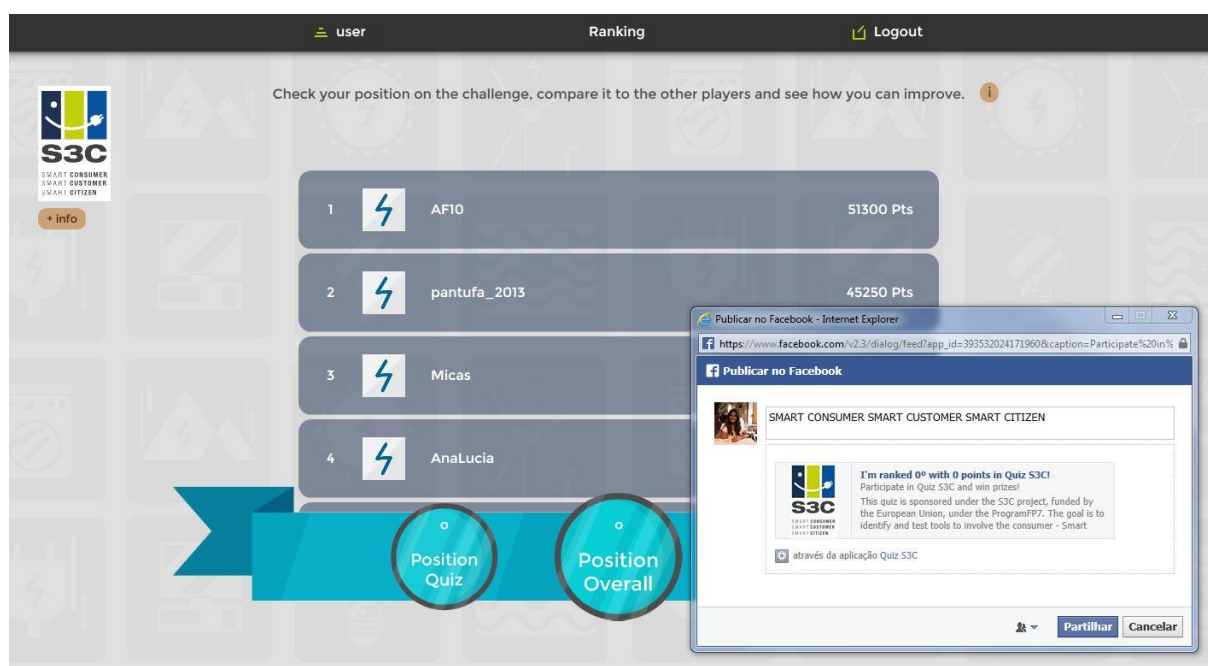 user
Ranking
Logout
Check your position on the challenge, compare it to the other players and see how you can improve.
i
S3C
SMART CONSUMER
SMART CUSTOMER
SMART CITIZEN
+ info
1 AF10 51300 Pts
2 pantufa_2013 45250 Pts
3 Micas
4 AnaLucia
º
Position
Quiz
º
Position
Overall
Publicar no Facebook - Internet Explorer
https://www.facebook.com/v2.3/dialog/feed?app_id=393532024171960&caption=Participate%20in%
Publicar no Facebook
SMART CONSUMER SMART CUSTOMER SMART CITIZEN
S3C
SMART CONSUMER
SMART CUSTOMER
SMART CITIZEN
I'm ranked 0º with 0 points in Quiz S3C!
Participate in Quiz S3C and win prizes!
This quiz is sponsored under the S3C project, funded by
the European Union, under the ProgramFP7. The goal is to
identify and test tools to involve the consumer - Smart
através da aplicação Quiz S3C
Partilhar
Cancelar